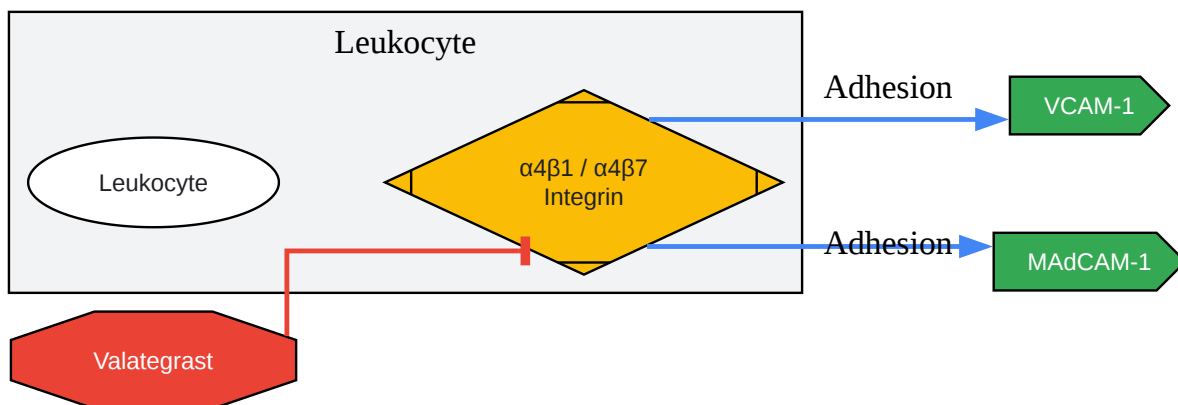 Leukocyte
Adhesion
VCAM-1
α4β1 / α4β7
Integrin
Leukocyte
Adhesion
MAdCAM-1
Valategrast